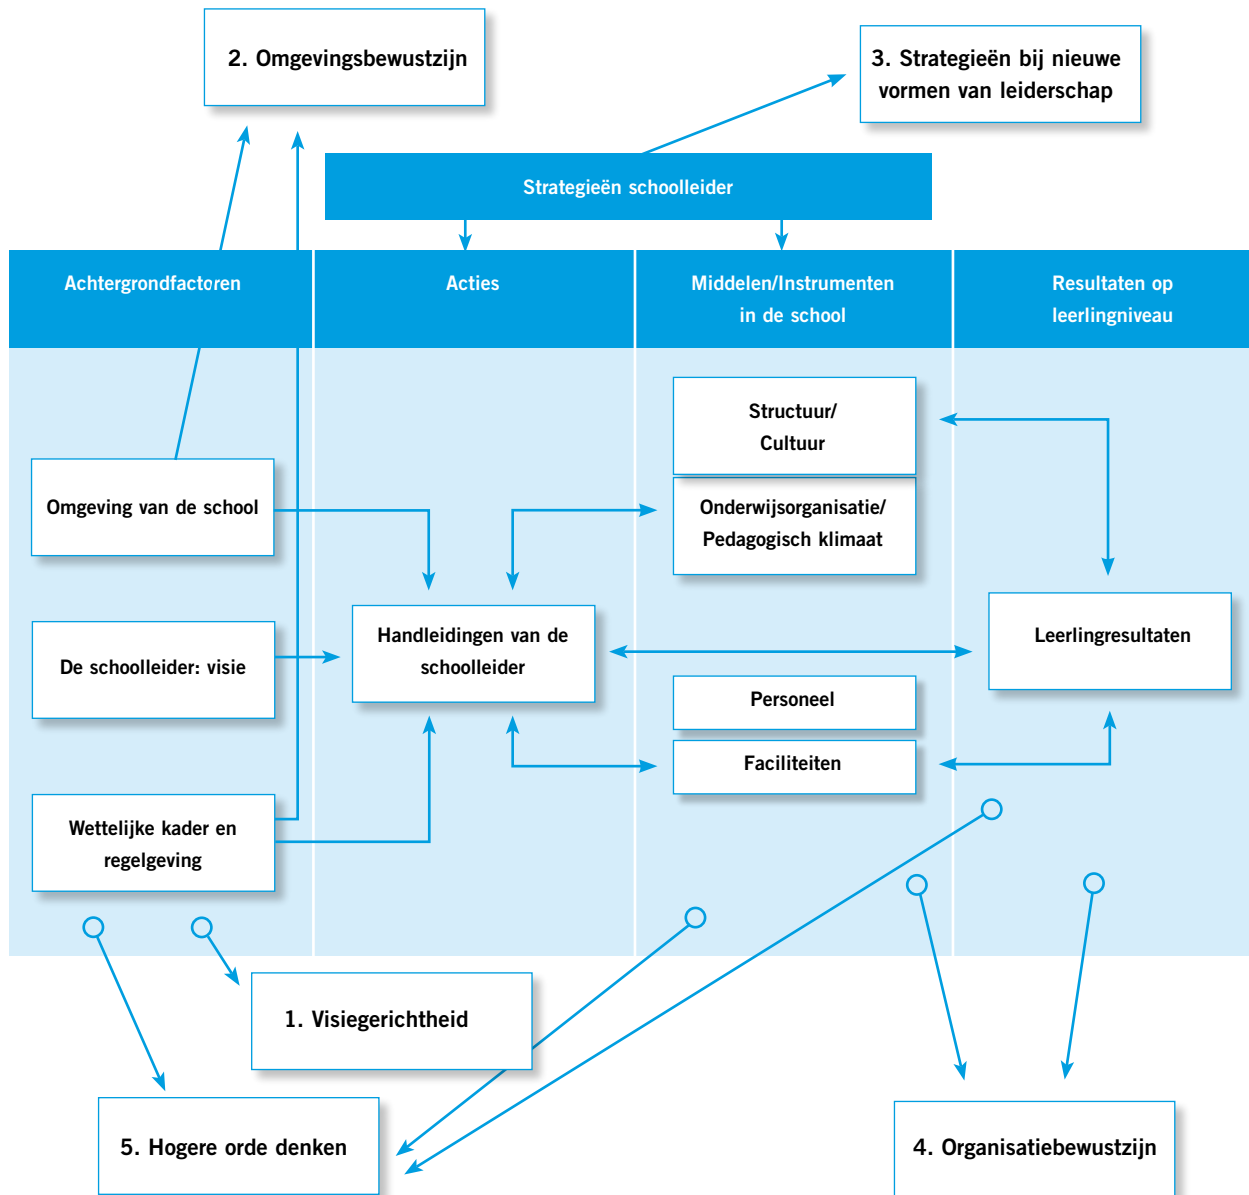 2. Omgevingsbewustzijn
3. Strategieën bij nieuwe
vormen van leiderschap
Strategieën schoolleider
Achtergrondfactoren
Acties
Middelen/Instrumenten
in de school
Resultaten op
leerlingniveau
Structuur/
Cultuur
Omgeving van de school
Onderwijsorganisatie/
Pedagogisch klimaat
De schoolleider: visie
Handleidingen van de
schoolleider
Leerlingresultaten
Personeel
Faciliteiten
Wettelijke kader en
regelgeving
1. Visiegerichtheid
5. Hogere orde denken
4. Organisatiebewustzijn